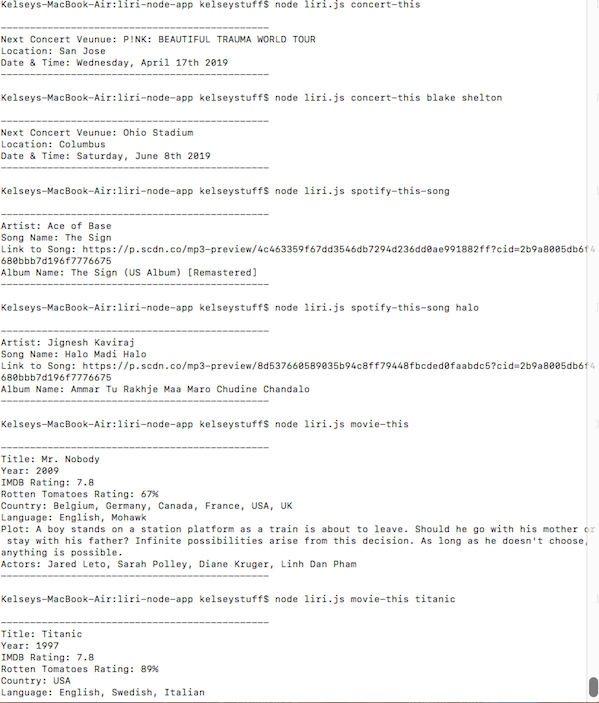 Kelseys-MacBook-Air:liri-node-app kelseystuff$ node liri.js concert-this
---------------------------------------------
Next Concert Veunue: P!NK: BEAUTIFUL TRAUMA WORLD TOUR
Location: San Jose
Date & Time: Wednesday, April 17th 2019
---------------------------------------------
Kelseys-MacBook-Air:liri-node-app kelseystuff$ node liri.js concert-this blake shelton
---------------------------------------------
Next Concert Veunue: Ohio Stadium
Location: Columbus
Date & Time: Saturday, June 8th 2019
---------------------------------------------
Kelseys-MacBook-Air:liri-node-app kelseystuff$ node liri.js spotify-this-song
---------------------------------------------
Artist: Ace of Base
Song Name: The Sign
Link to Song: https://p.scdn.co/mp3-preview/4c463359f67dd3546db7294d236dd0ae991882ff?cid=2b9a8005db6f4
680bbb7d196f7776675
Album Name: The Sign (US Album) [Remastered]
---------------------------------------------
Kelseys-MacBook-Air:liri-node-app kelseystuff$ node liri.js spotify-this-song halo
---------------------------------------------
Artist: Jignesh Kaviraj
Song Name: Halo Madi Halo
Link to Song: https://p.scdn.co/mp3-preview/8d537660589035b94c8ff79448fbcded0faabdc5?cid=2b9a8005db6f4
680bbb7d196f7776675
Album Name: Ammar Tu Rakhje Maa Maro Chudine Chandalo
---------------------------------------------
Kelseys-MacBook-Air:liri-node-app kelseystuff$ node liri.js movie-this
---------------------------------------------
Title: Mr. Nobody
Year: 2009
IMDB Rating: 7.8
Rotten Tomatoes Rating: 67%
Country: Belgium, Germany, Canada, France, USA, UK
Language: English, Mohawk
Plot: A boy stands on a station platform as a train is about to leave. Should he go with his mother or
stay with his father? Infinite possibilities arise from this decision. As long as he doesn't choose,
anything is possible.
Actors: Jared Leto, Sarah Polley, Diane Kruger, Linh Dan Pham
---------------------------------------------
Kelseys-MacBook-Air:liri-node-app kelseystuff$ node liri.js movie-this titanic
---------------------------------------------
Title: Titanic
Year: 1997
IMDB Rating: 7.8
Rotten Tomatoes Rating: 89%
Country: USA
Language: English, Swedish, Italian